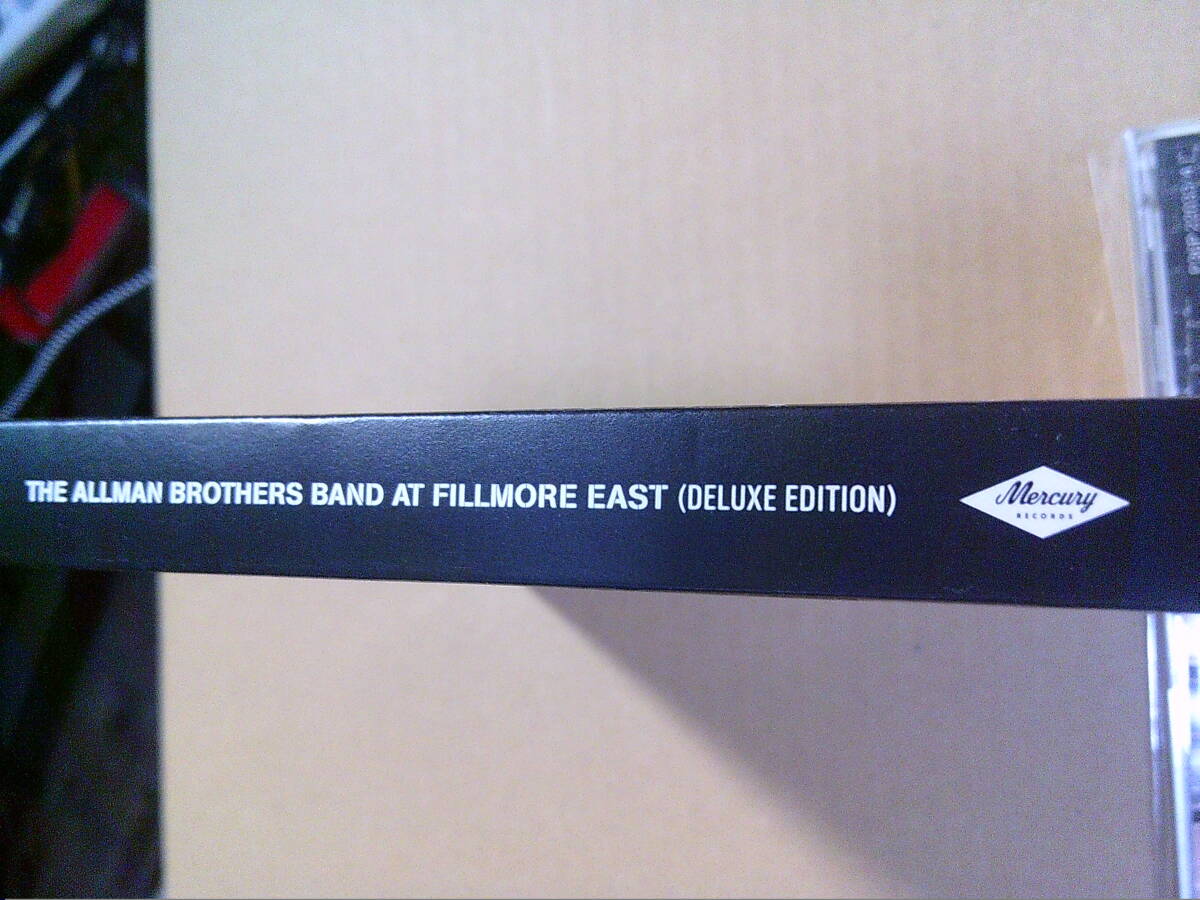 THE ALLMAN BROTHERS BAND AT FILLMORE EAST (DELUXE EDITION)
Mercury
RECORDS